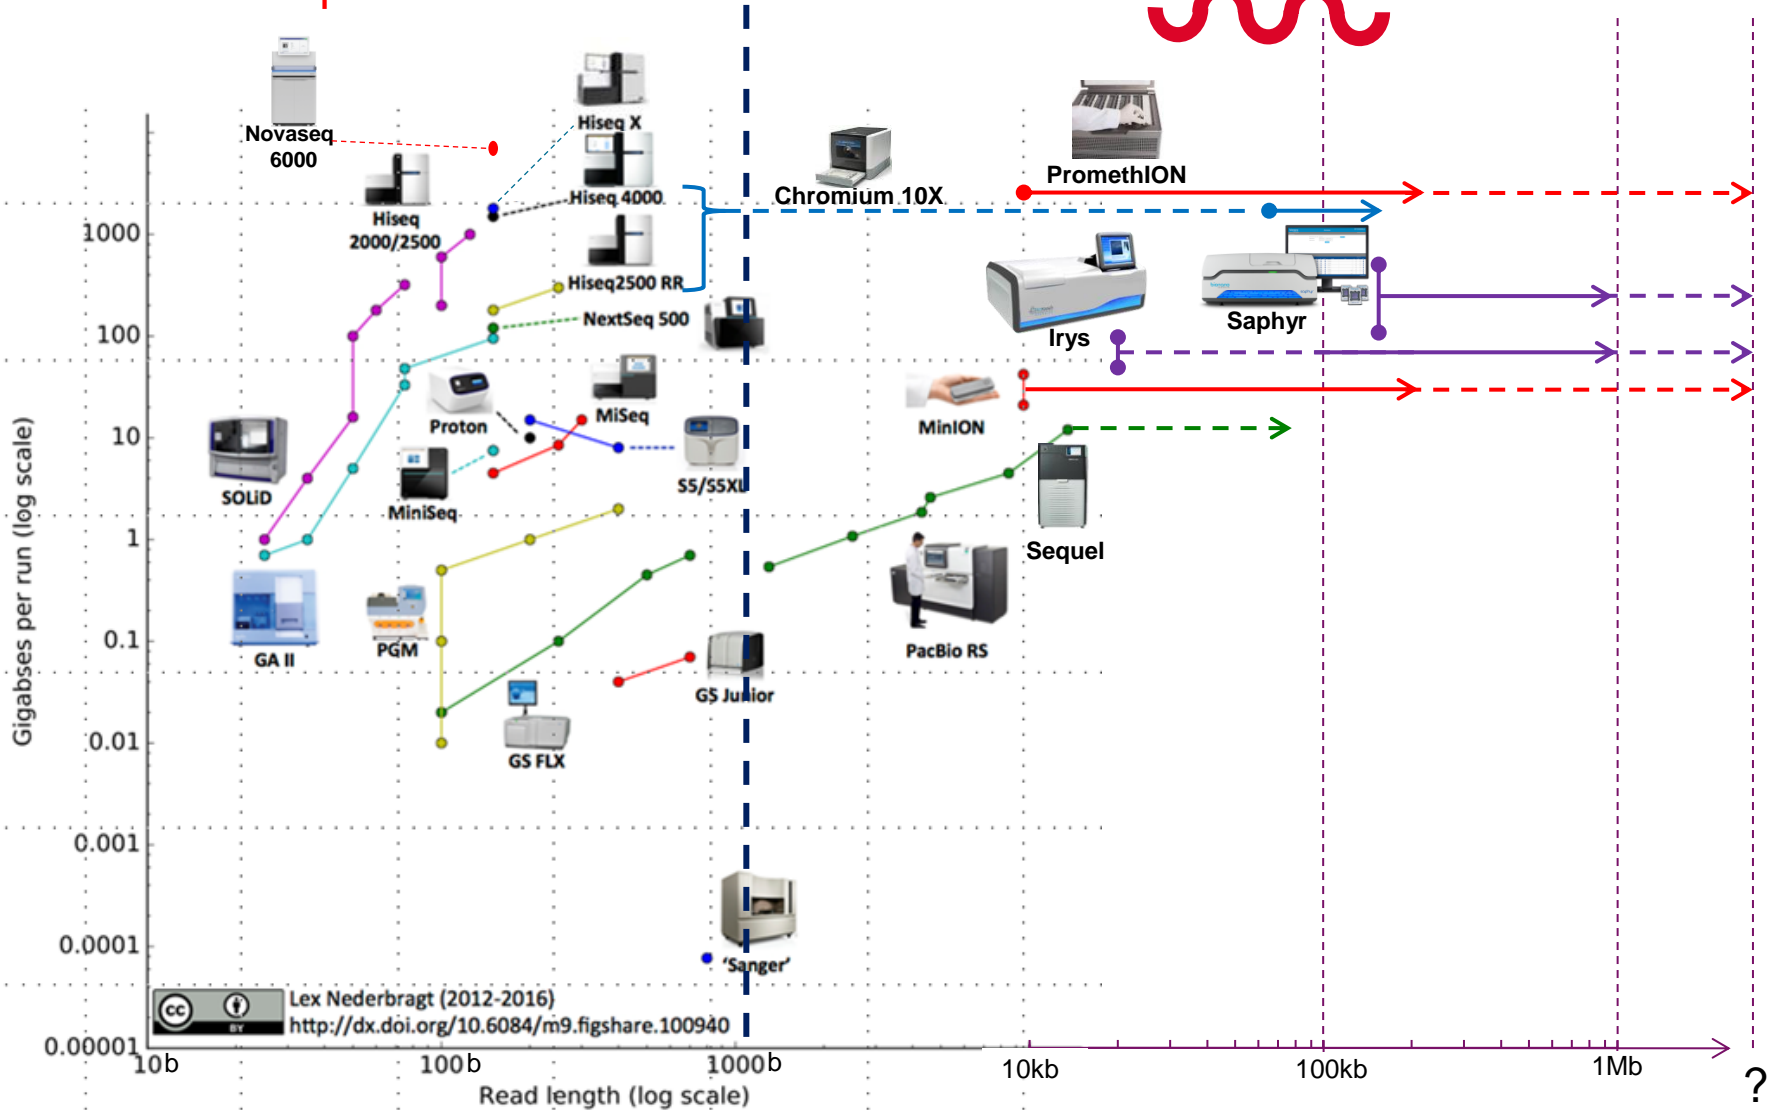 Novaseq
6000
Hiseq X
Hiseq
2000/2500
Hiseq 4000
Hiseq2500 RR
NextSeq 500
Chromium 10X
PromethION
Irys
Saphyr
MinION
Sequel
PacBio RS
Proton
MiSeq
S5/S5XL
SOLiD
MiniSeq
GA II
PGM
GS FLX
GS Junior
'Sanger'
Gigabses per run (log scale)
1000
100
10
1
0.1
0.01
0.001
0.0001
0.00001
Lex Nederbragt (2012-2016)
http://dx.doi.org/10.6084/m9.figshare.100940
cc
BY
10b
100b
1000b
10kb
100kb
1Mb
?
Read length (log scale)